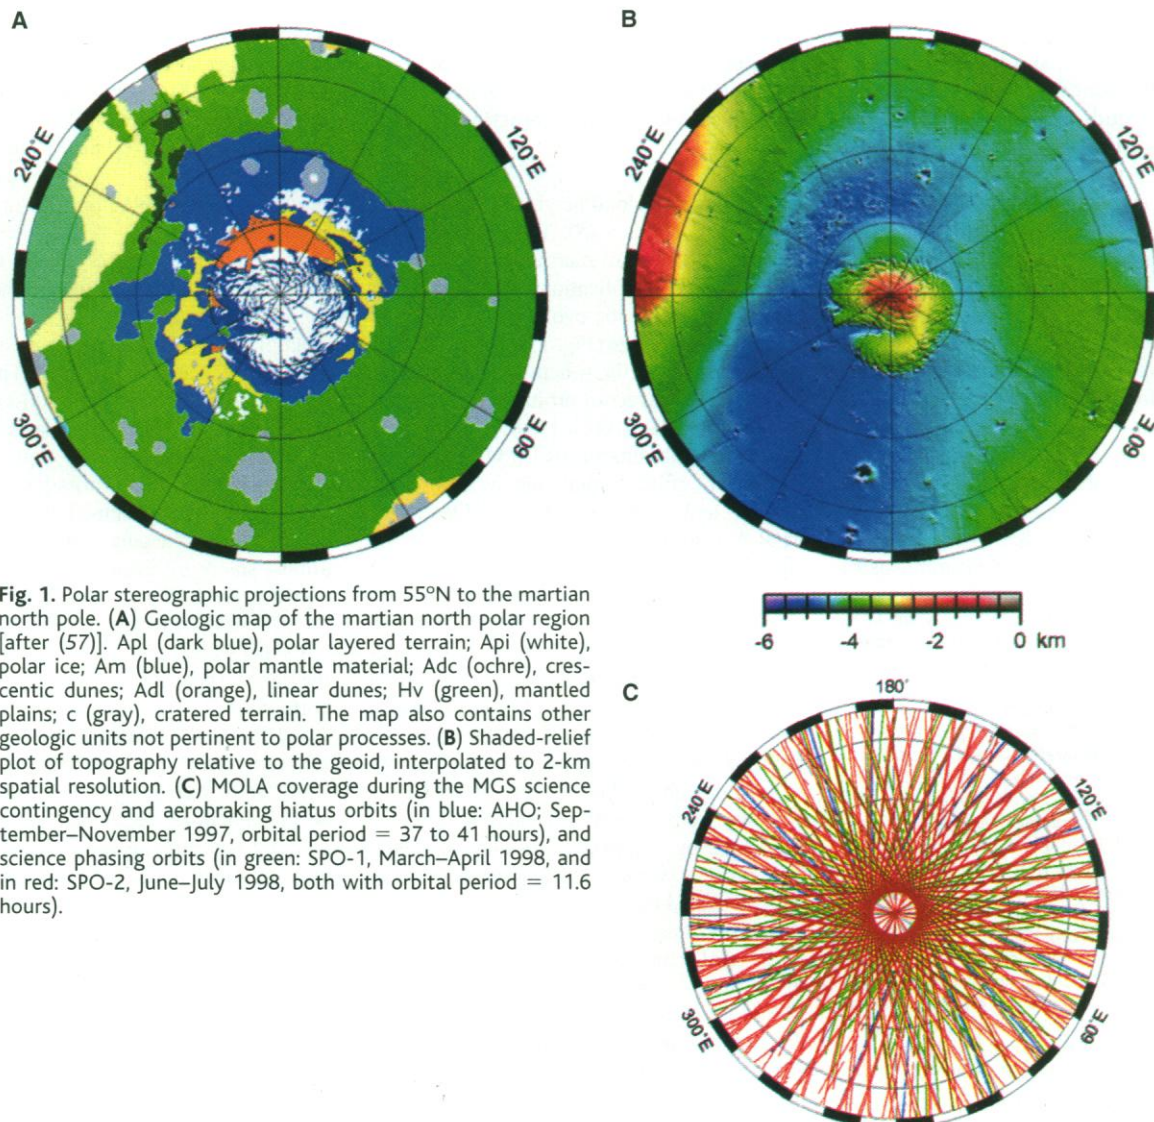 A
B
240°E
120°E
300°E
60°E
240°E
120°E
300°E
60°E
Fig. 1. Polar stereographic projections from 55°N to the martian
north pole. (A) Geologic map of the martian north polar region
[after (57)]. Apl (dark blue), polar layered terrain; Api (white),
polar ice; Am (blue), polar mantle material; Adc (ochre), cres-
centic dunes; Adl (orange), linear dunes; Hv (green), mantled
plains; c (gray), cratered terrain. The map also contains other
geologic units not pertinent to polar processes. (B) Shaded-relief
plot of topography relative to the geoid, interpolated to 2-km
spatial resolution. (C) MOLA coverage during the MGS science
contingency and aerobraking hiatus orbits (in blue: AHO; Sep-
tember–November 1997, orbital period = 37 to 41 hours), and
science phasing orbits (in green: SPO-1, March–April 1998, and
in red: SPO-2, June–July 1998, both with orbital period = 11.6
hours).
-6 -4 -2 0 km
C
180°
240°E
120°E
300°E
60°E